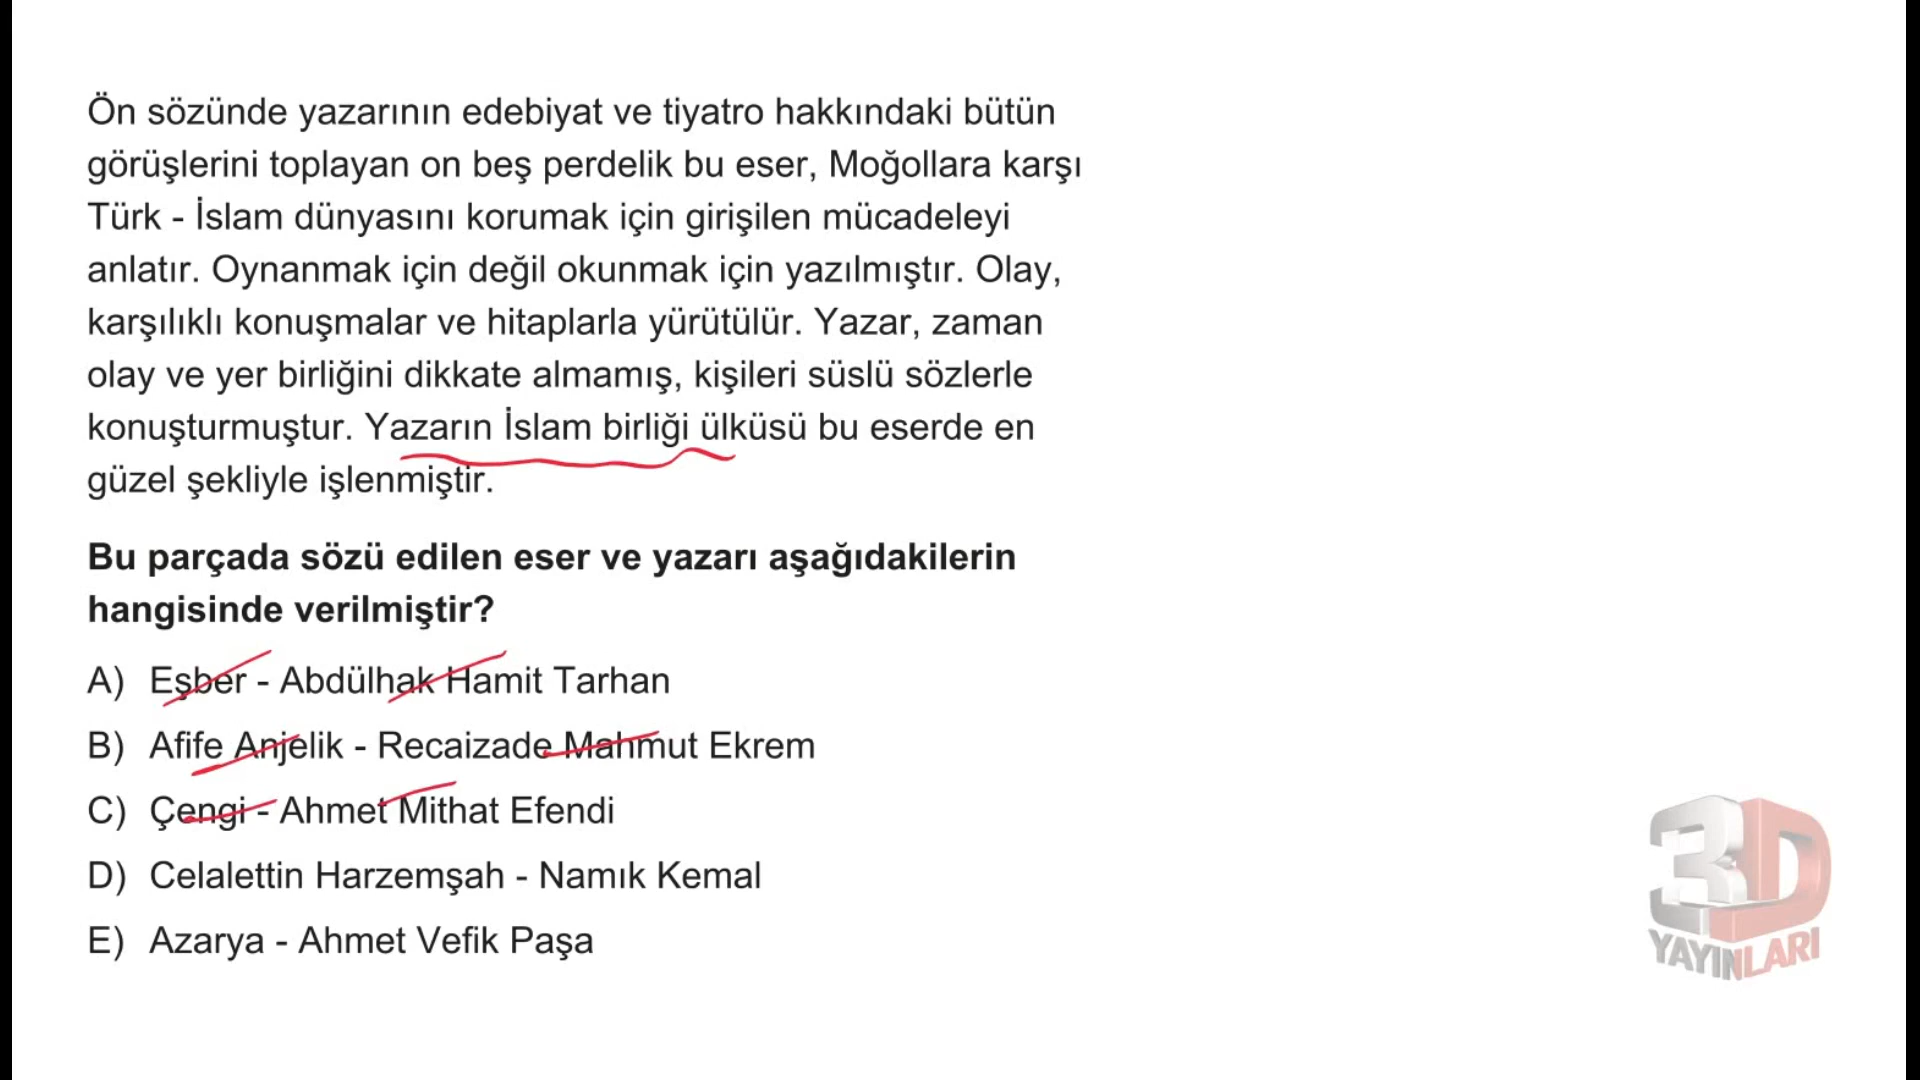 Ön sözünde yazarının edebiyat ve tiyatro hakkındaki bütün
görüşlerini toplayan on beş perdelik bu eser, Moğollara karşı
Türk - İslam dünyasını korumak için girişilen mücadeleyi
anlatır. Oynanmak için değil okunmak için yazılmıştır. Olay,
karşılıklı konuşmalar ve hitaplarla yürütülür. Yazar, zaman
olay ve yer birliğini dikkate almamış, kişileri süslü sözlerle
konuşturmuştur. Yazarın İslam birliği ülküsü bu eserde en
güzel şekliyle işlenmiştir.
Bu parçada sözü edilen eser ve yazarı aşağıdakilerin
hangisinde verilmiştir?
A) Eşber - Abdülhak Hamit Tarhan
B) Afife Anjelik - Recaizade Mahmut Ekrem
C) Çengi - Ahmet Mithat Efendi
D) Celalettin Harzemşah - Namık Kemal
E) Azarya - Ahmet Vefik Paşa
3D
YAYINLARI